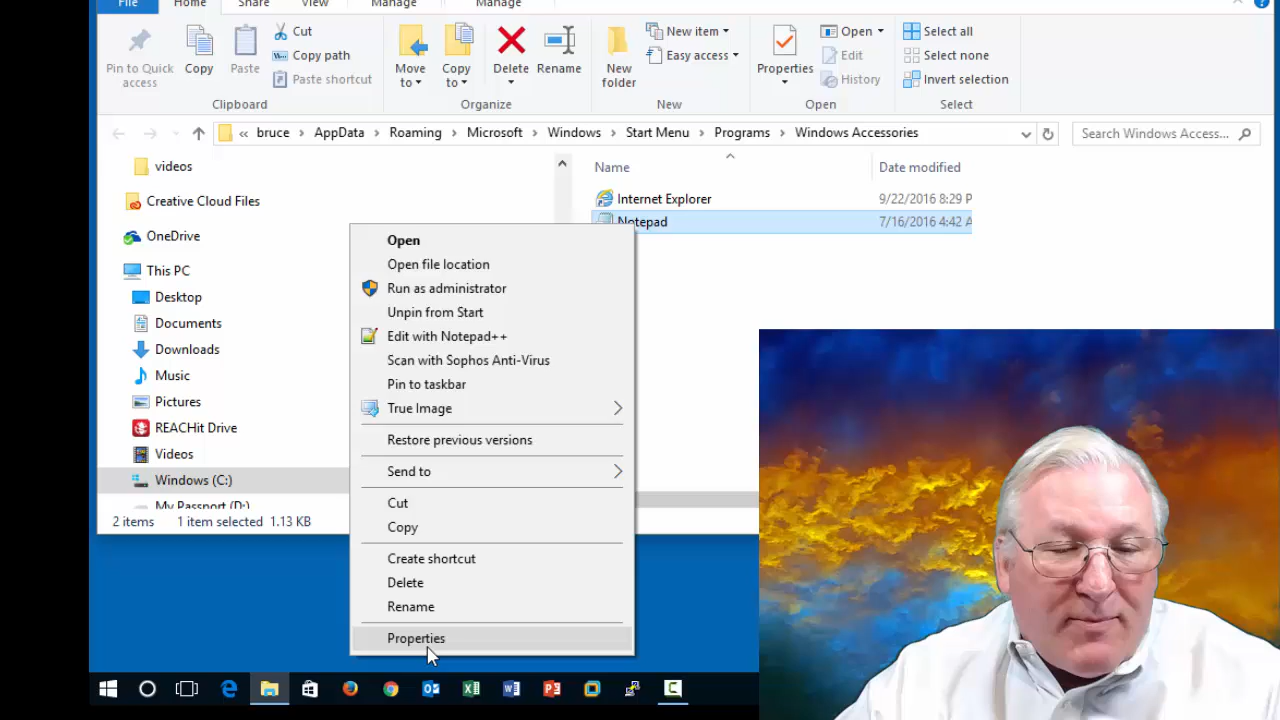 File Home Share View Manage Manage
Pin to Quick access
Copy
Paste
Cut
Copy path
Paste shortcut
Clipboard
Move to
Copy to
Delete
Rename
Organize
New folder
New item
Easy access
New
Properties
Open
Edit
History
Open
Select all
Select none
Invert selection
Select
« bruce > AppData > Roaming > Microsoft > Windows > Start Menu > Programs > Windows Accessories
Search Windows Access...
videos
Creative Cloud Files
OneDrive
This PC
Desktop
Documents
Downloads
Music
Pictures
REACHit Drive
Videos
Windows (C:)
My Passport (D:)
2 items 1 item selected 1.13 KB
Name Date modified
Internet Explorer 9/22/2016 8:29 P
Notepad 7/16/2016 4:42 A
Open
Open file location
Run as administrator
Unpin from Start
Edit with Notepad++
Scan with Sophos Anti-Virus
Pin to taskbar
True Image
Restore previous versions
Send to
Cut
Copy
Create shortcut
Delete
Rename
Properties